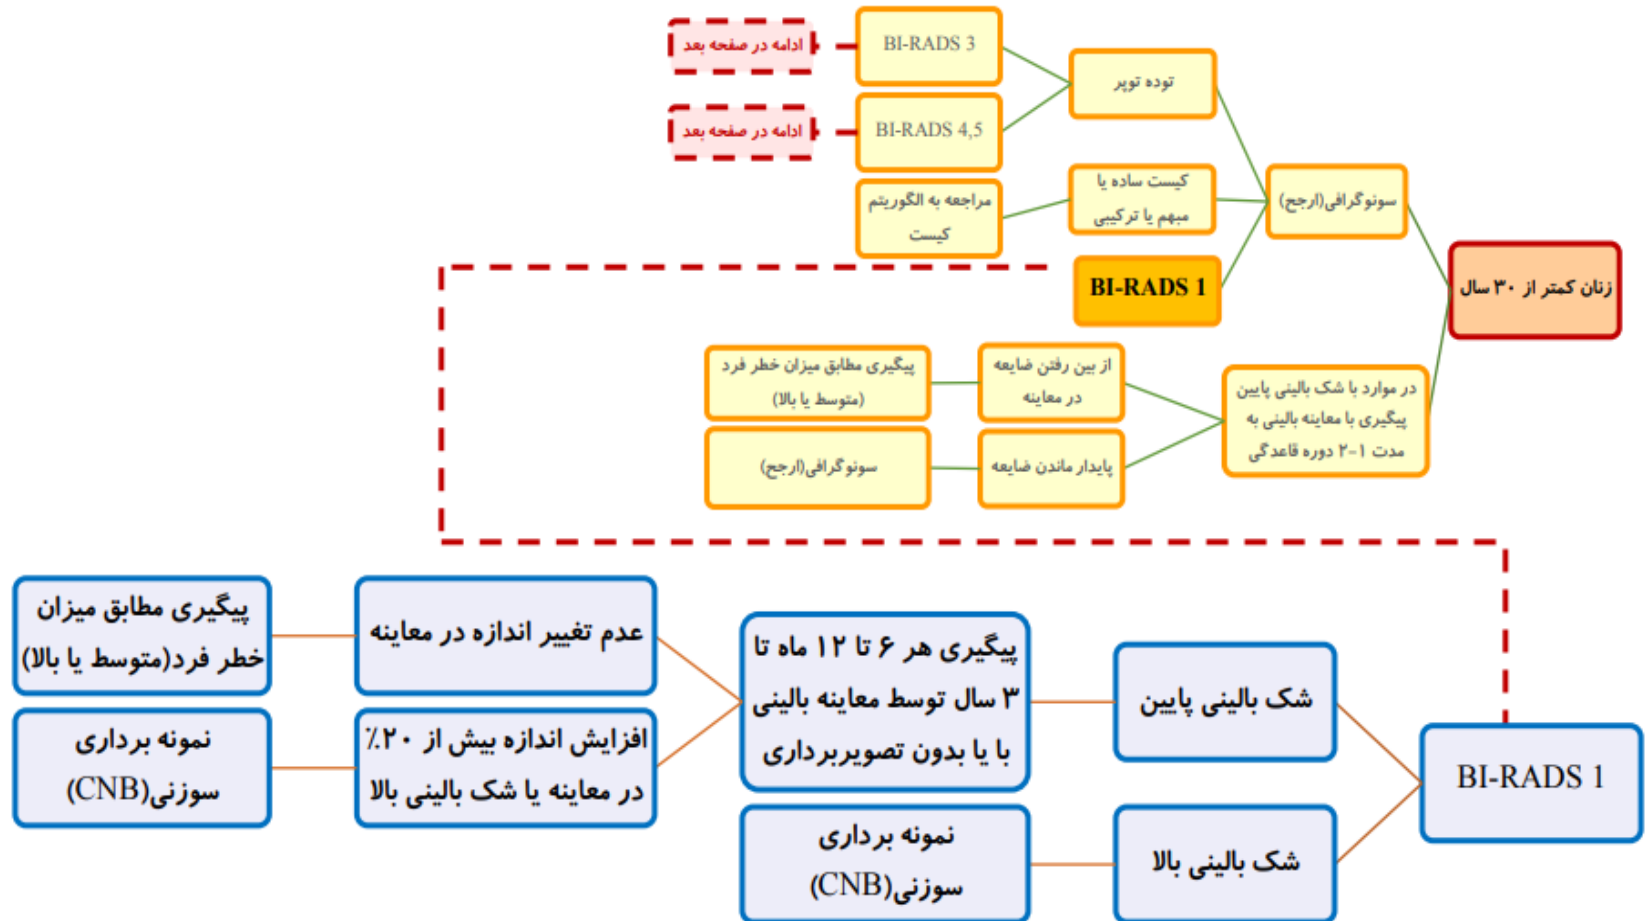 زنان کمتر از ۳۰ سال
سونوگرافی(ارجح)
توده توپر
BI-RADS 3
ادامه در صفحه بعد
BI-RADS 4,5
ادامه در صفحه بعد
کیست ساده یا
مبهم یا ترکیبی
مراجعه به الگوریتم
کیست
BI-RADS 1
در موارد با شک بالینی پایین
پیگیری با معاینه بالینی به
مدت ۱-۲ دوره قاعدگی
از بین رفتن ضایعه
در معاینه
پیگیری مطابق میزان خطر فرد
(متوسط یا بالا)
پایدار ماندن ضایعه
سونوگرافی(ارجح)
BI-RADS 1
شک بالینی پایین
پیگیری هر ۶ تا ۱۲ ماه تا
۳ سال توسط معاینه بالینی
با یا بدون تصویربرداری
عدم تغییر اندازه در معاینه
پیگیری مطابق میزان
خطر فرد(متوسط یا بالا)
افزایش اندازه بیش از ۲۰٪
در معاینه یا شک بالینی بالا
نمونه برداری
سوزنی(CNB)
شک بالینی بالا
نمونه برداری
سوزنی(CNB)